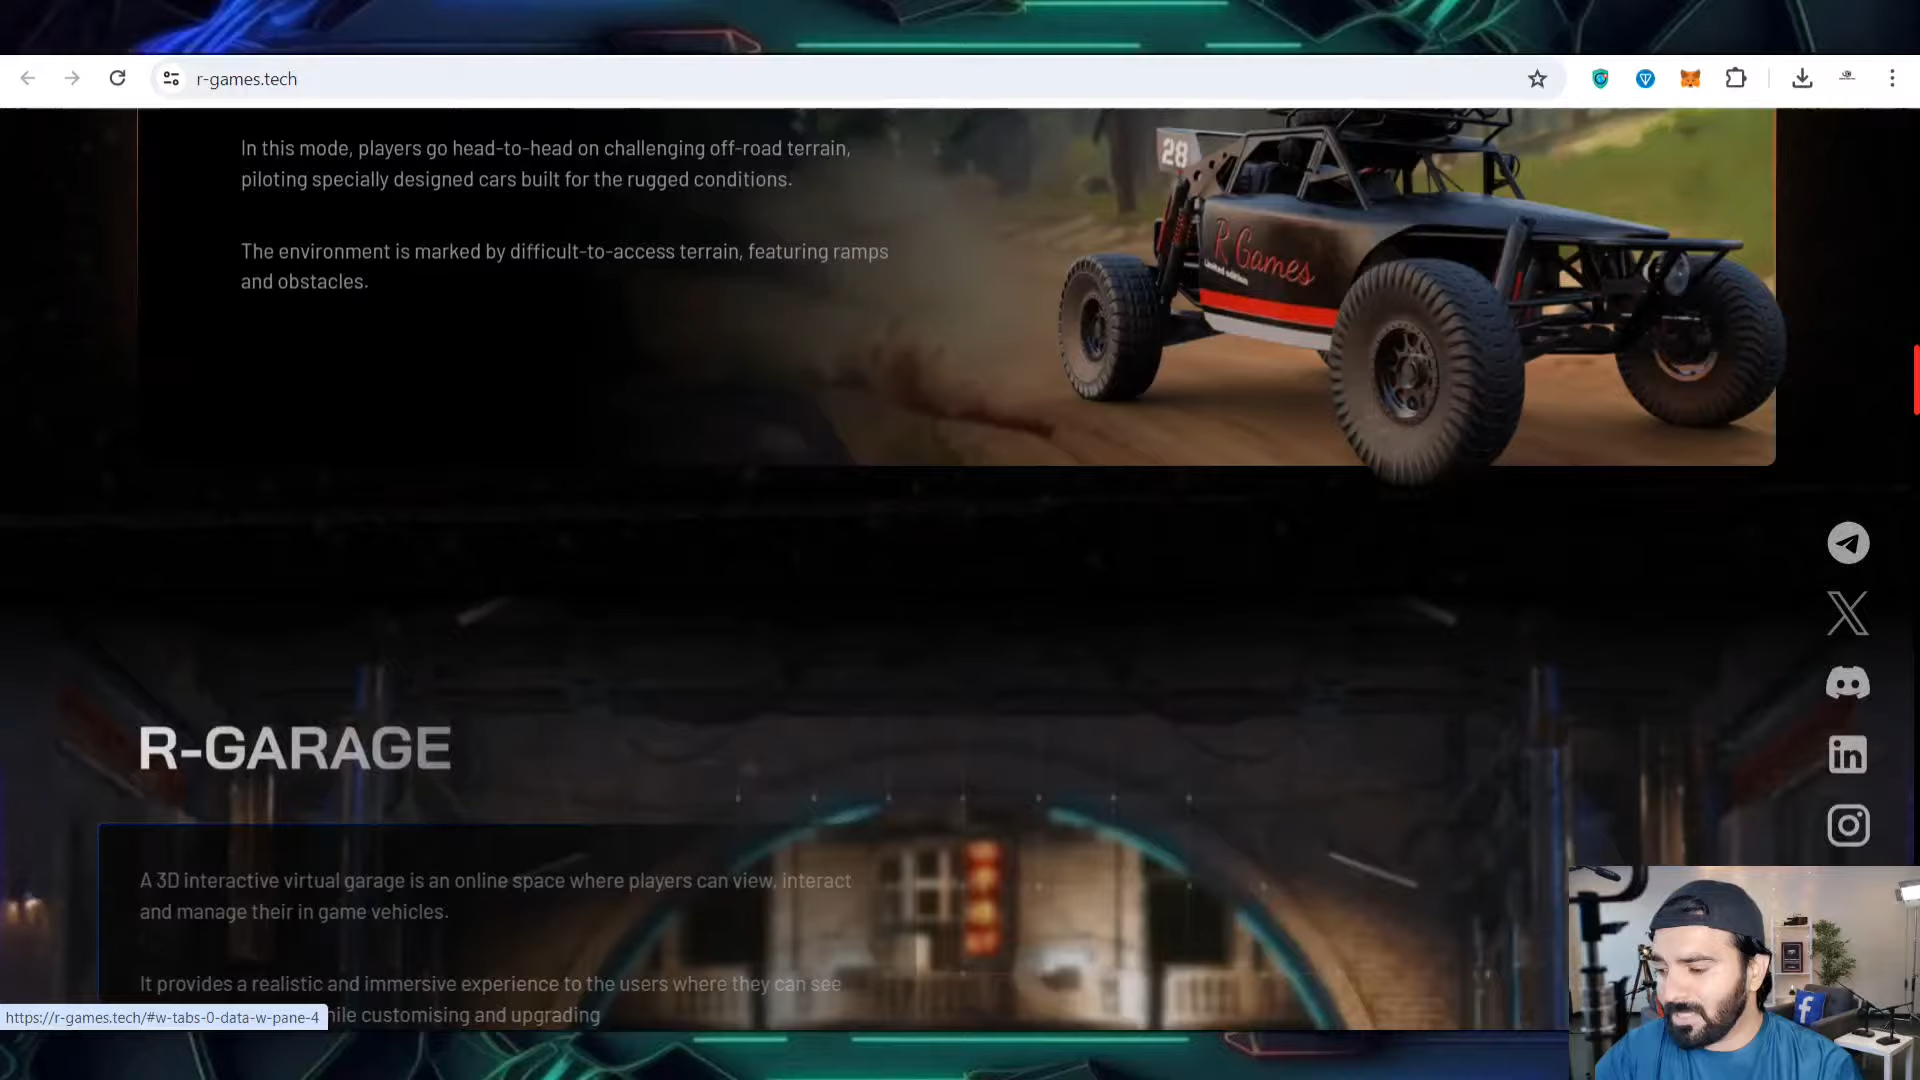 r-games.tech
In this mode, players go head-to-head on challenging off-road terrain,
piloting specially designed cars built for the rugged conditions.
28
R Games
Limited edition
The environment is marked by difficult-to-access terrain, featuring ramps
and obstacles.
R-GARAGE
A 3D interactive virtual garage is an online space where players can view, interact
and manage their in game vehicles.
It provides a realistic and immersive experience to the users where they can see
https://r-games.tech/#w-tabs-0-data-w-pane-4
while customising and upgrading